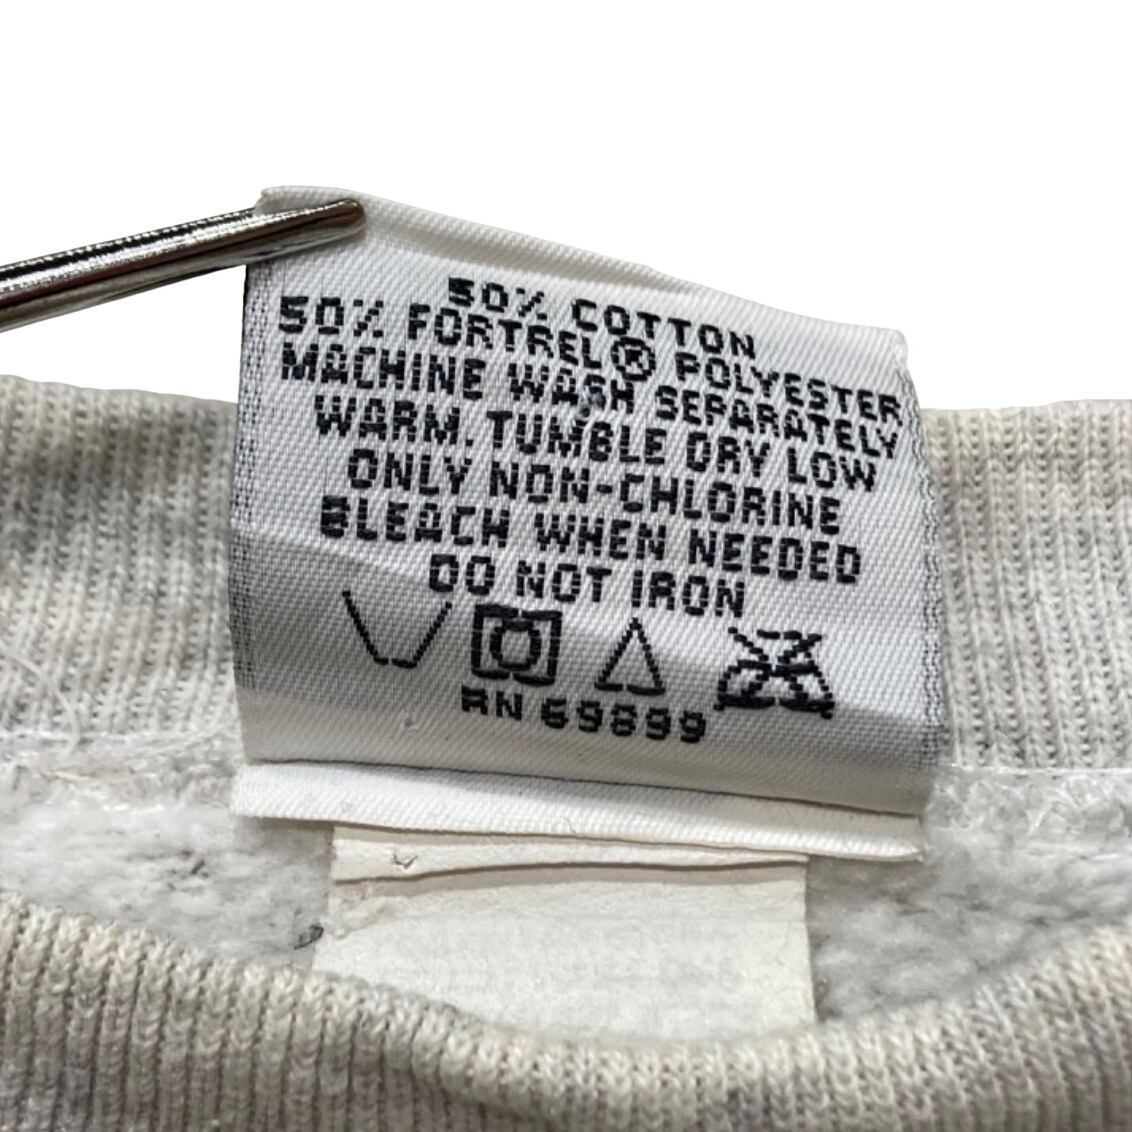 50% COTTON
50% FORTREL® POLYESTER
MACHINE WASH SEPARATELY
WARM. TUMBLE DRY LOW
ONLY NON-CHLORINE
BLEACH WHEN NEEDED
DO NOT IRON
RN 69899